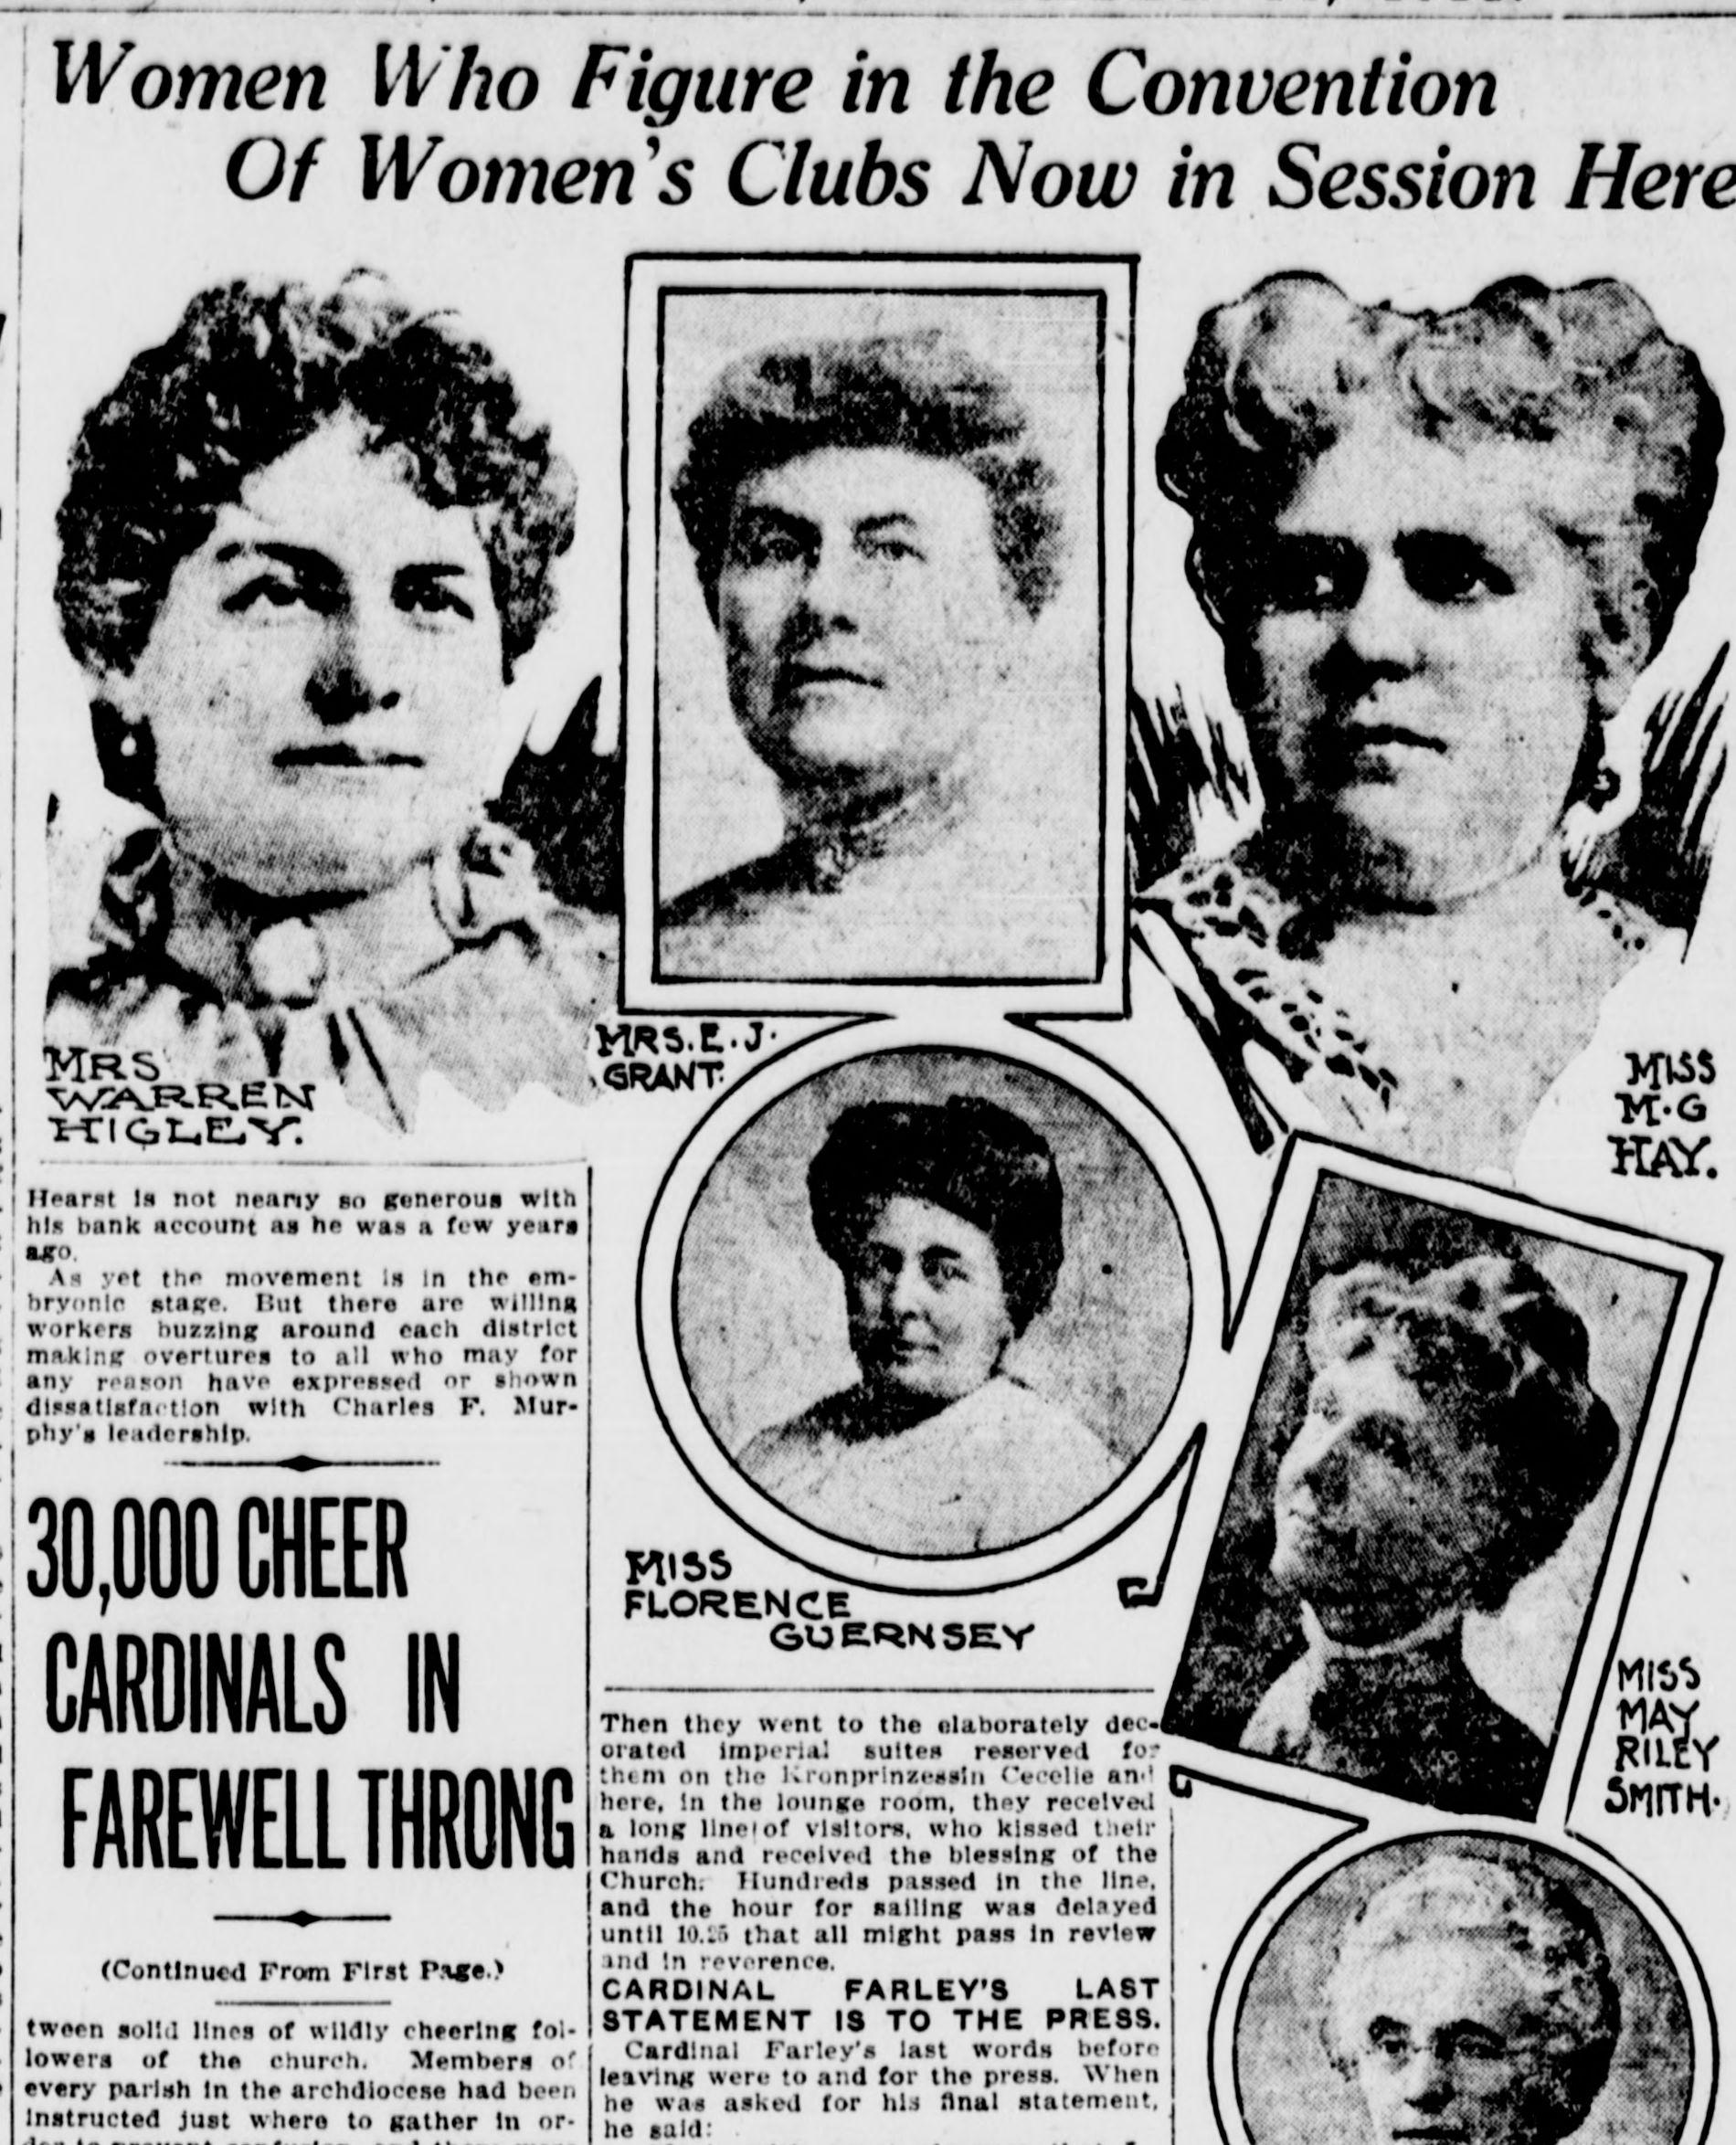 Women Who Figure in the Convention
Of Women's Clubs Now in Session Here
MRS
WARREN
HIGLEY.
MRS. E. J.
GRANT.
MISS
M. G
HAY.
MISS
FLORENCE
GUERNSEY
MISS
MAY
RILEY
SMITH.
Hearst is not nearly so generous with
his bank account as he was a few years
ago.
As yet the movement is in the em-
bryonic stage. But there are willing
workers buzzing around each district
making overtures to all who may for
any reason have expressed or shown
dissatisfaction with Charles F. Mur-
phy's leadership.
30,000 CHEER
CARDINALS IN
FAREWELL THRONG
(Continued From First Page.)
tween solid lines of wildly cheering fol-
lowers of the church. Members of
every parish in the archdiocese had been
instructed just where to gather in or-
Then they went to the elaborately dec-
orated imperial suites reserved for
them on the Kronprinzessin Cecelie and
here, in the lounge room, they received
a long line of visitors, who kissed their
hands and received the blessing of the
Church. Hundreds passed in the line,
and the hour for sailing was delayed
until 10.25 that all might pass in review
and in reverence.
CARDINAL FARLEY'S LAST
STATEMENT IS TO THE PRESS.
Cardinal Farley's last words before
leaving were to and for the press. When
he was asked for his final statement,
he said: